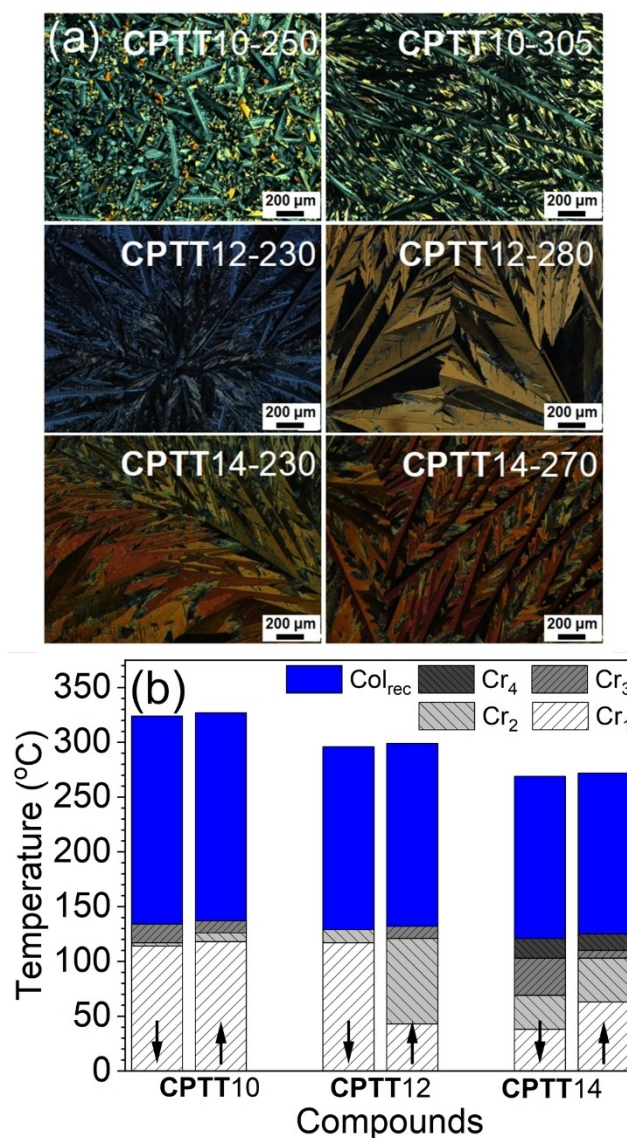 (a) CPTT10-250
CPTT10-305
200 µm
200 µm
CPTT12-230
CPTT12-280
200 µm
200 µm
CPTT14-230
CPTT14-270
200 µm
200 µm
(b)
Col_rec
Cr_4
Cr_3
Cr_2
Cr_1
350
300
250
200
150
100
50
0
Temperature (°C)
CPTT10
CPTT12
CPTT14
Compounds